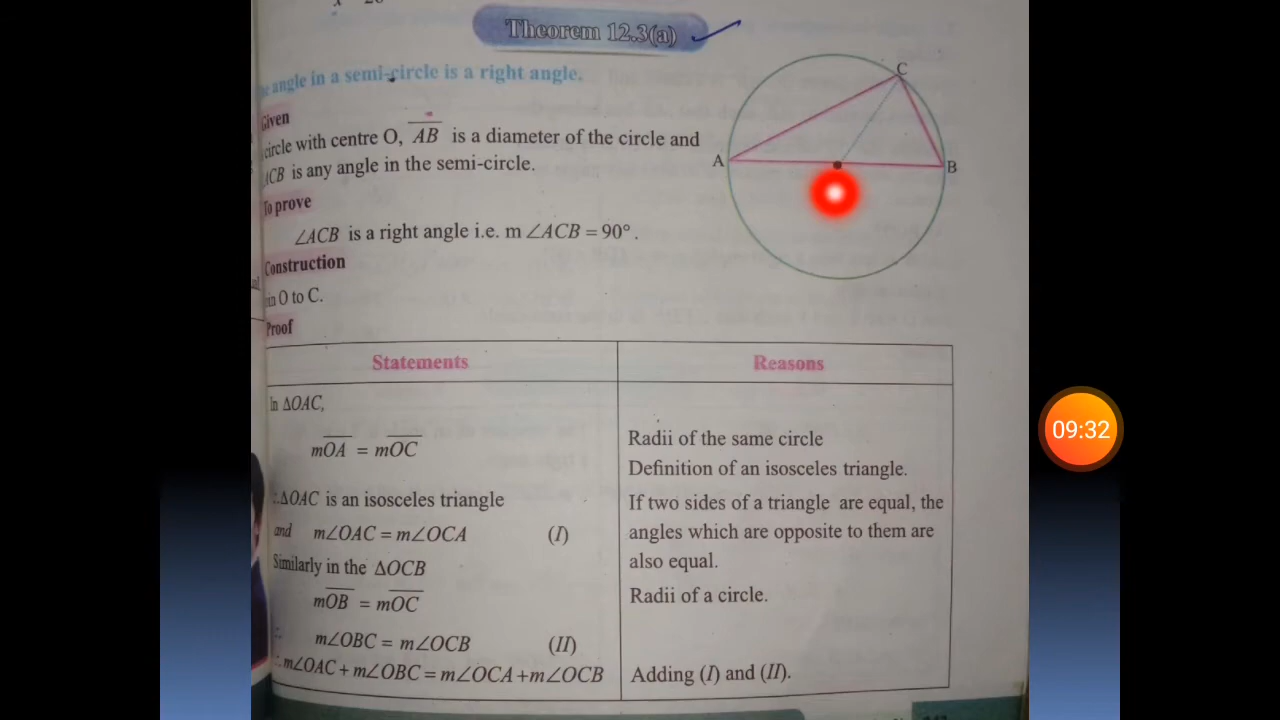 Theorem 12.3(a)
angle in a semi-circle is a right angle.
Given
circle with centre O, AB is a diameter of the circle and
ACB is any angle in the semi-circle.
To prove
∠ACB is a right angle i.e. m ∠ACB = 90°.
Construction
in O to C.
Proof
C
A
B
Statements
Reasons
In ΔOAC,
mOA = mOC
Radii of the same circle
Definition of an isosceles triangle.
∴ ΔOAC is an isosceles triangle
If two sides of a triangle are equal, the
and m∠OAC = m∠OCA (I)
angles which are opposite to them are
Similarly in the ΔOCB
also equal.
mOB = mOC
Radii of a circle.
∴ m∠OBC = m∠OCB (II)
∴ m∠OAC + m∠OBC = m∠OCA + m∠OCB
Adding (I) and (II).
09:32